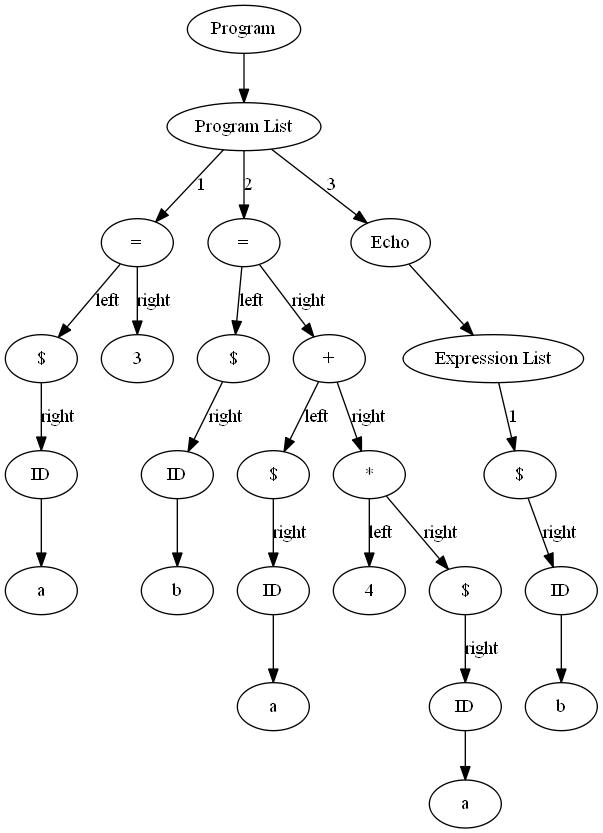 Program
Program List
1 2 3
= = Echo
left right left right
$ 3 $ + Expression List
right right left right 1
ID ID $ * $
right left right right
a b ID 4 $ ID
right
a ID b
a